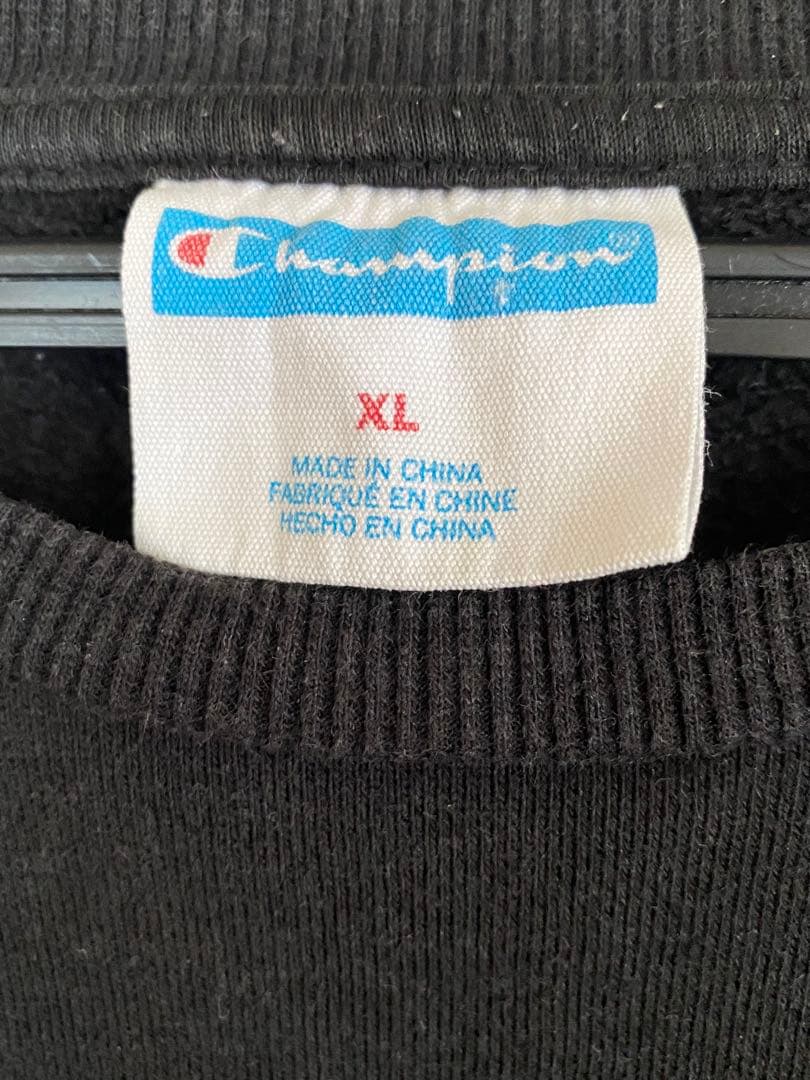 Champion
XL
MADE IN CHINA
FABRIQUÉ EN CHINE
HECHO EN CHINA